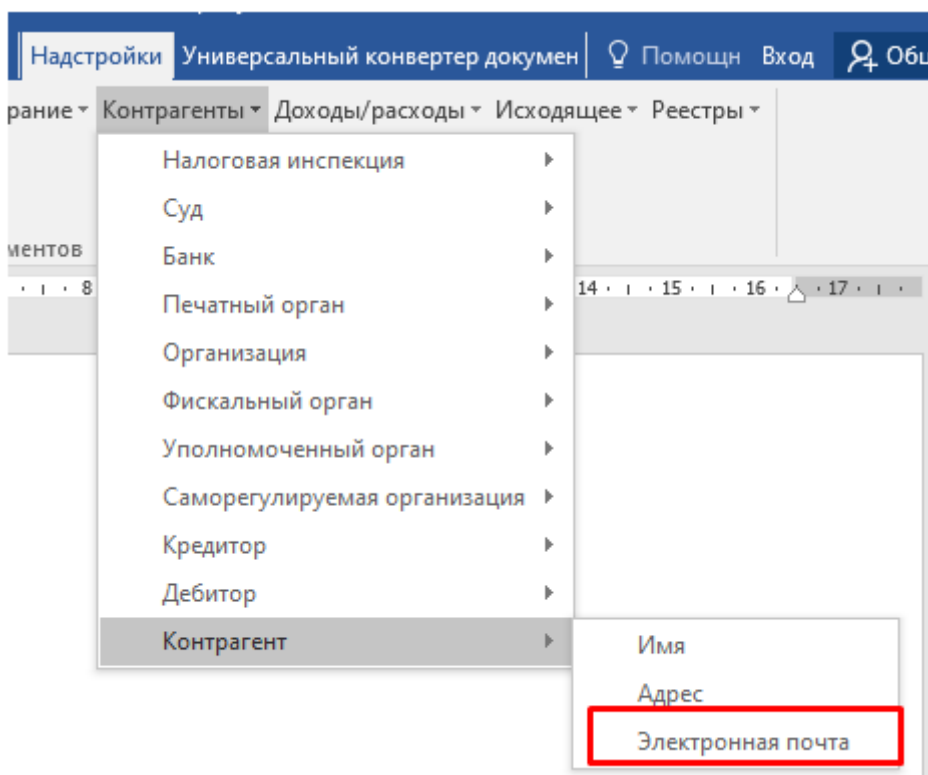 Надстройки Универсальный конвертер докумен Помощн Вход Общ
рание Контрагенты Доходы/расходы Исходящее Реестры
Налоговая инспекция
Суд
ментов
Банк
8 14 15 16 17
Печатный орган
Организация
Фискальный орган
Уполномоченный орган
Саморегулируемая организация
Кредитор
Дебитор
Контрагент
Имя
Адрес
Электронная почта